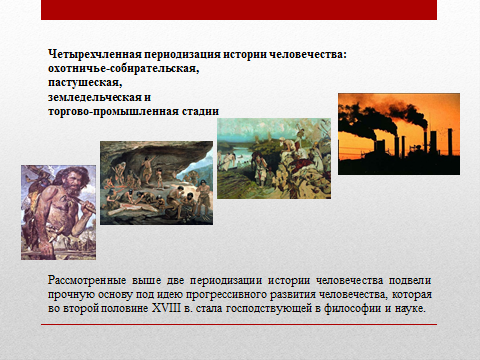 Четырехчленная периодизация истории человечества:
охотничье-собирательская,
пастушеская,
земледельческая и
торгово-промышленная стадии
Рассмотренные выше две периодизации истории человечества подвели
прочную основу под идею прогрессивного развития человечества, которая
во второй половине XVIII в. стала господствующей в философии и науке.